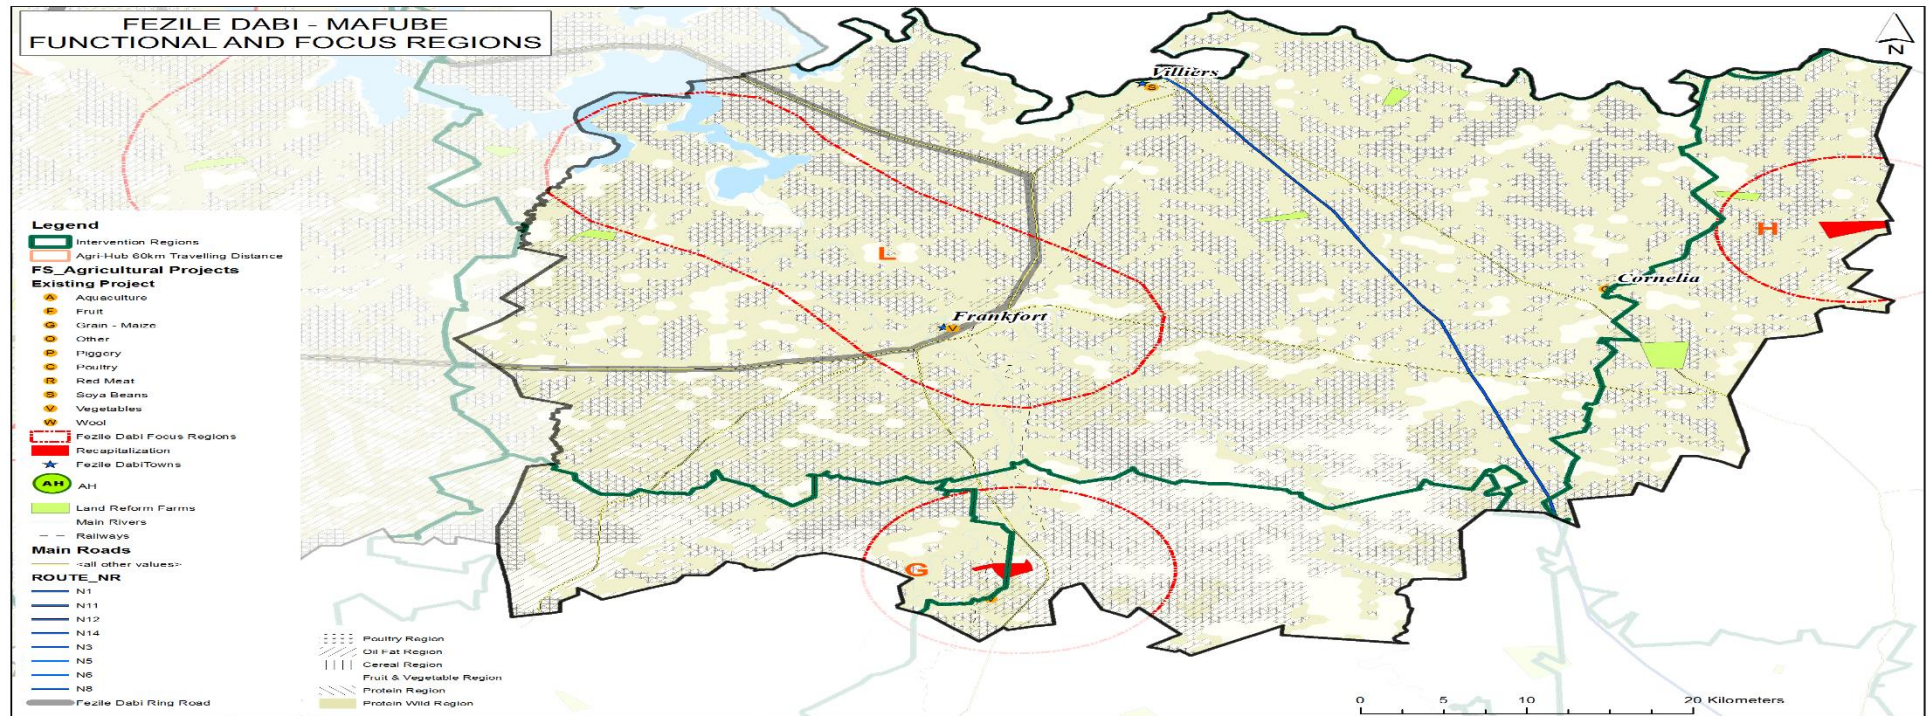 FEZILE DABI - MAFUBE
FUNCTIONAL AND FOCUS REGIONS
N
Villiers
H
L
Cornelia
Frankfort
G
Legend
Intervention Regions
Agri-Hub 60km Travelling Distance
FS_Agricultural Projects
Existing Project
A Aquaculture
F Fruit
G Grain - Maize
O Other
P Piggery
C Poultry
R Red Meat
S Soya Beans
V Vegetables
W Wool
Fezile Dabi Focus Regions
Recapitalization
Fezile DabiTowns
AH AH
Land Reform Farms
Main Rivers
Railways
Main Roads
<all other values>
ROUTE_NR
N1
N11
N12
N14
N3
N5
N6
N8
Fezile Dabi Ring Road
Poultry Region
Oil Fat Region
Cereal Region
Fruit & Vegetable Region
Protein Region
Protein Wild Region
0 5 10 20 Kilometers